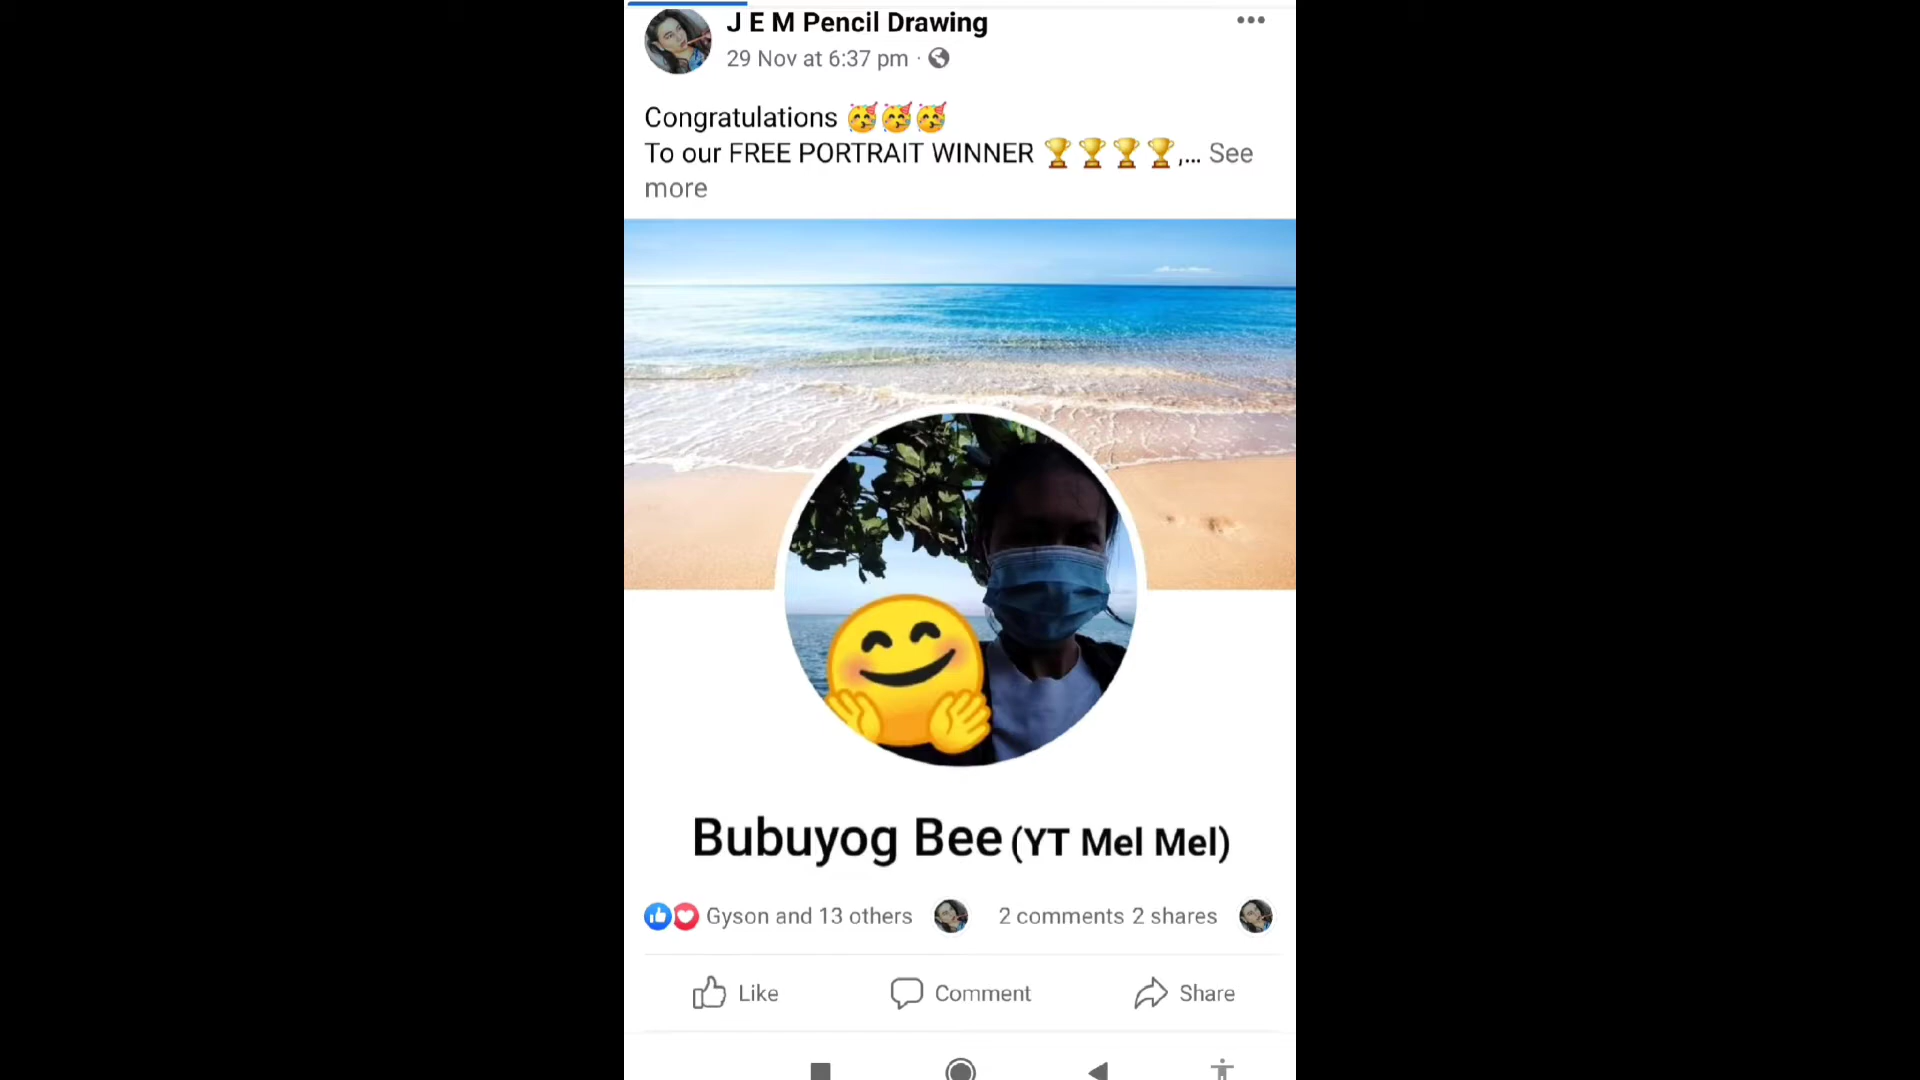 J E M Pencil Drawing
29 Nov at 6:37 pm ·
Congratulations 🥳🥳🥳
To our FREE PORTRAIT WINNER 🏆🏆🏆🏆,... See
more
Bubuyog Bee (YT Mel Mel)
Gyson and 13 others 2 comments 2 shares
Like Comment Share